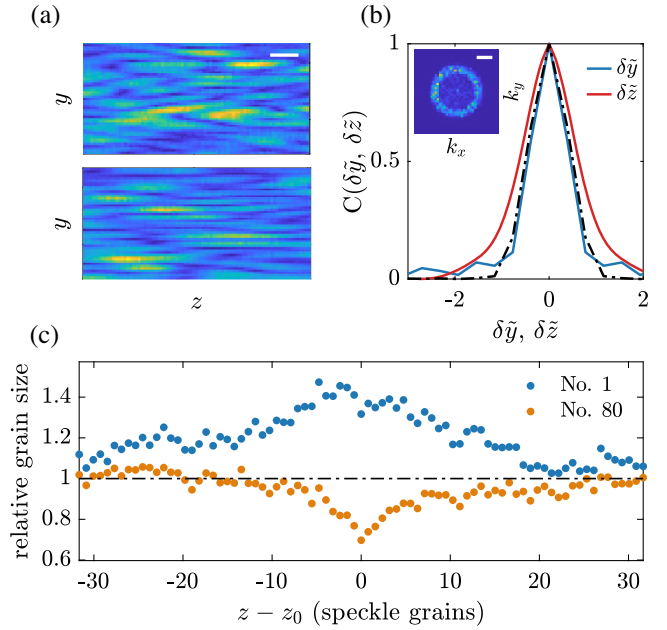 (a)
y
y
z
(b)
C(δỹ, δz̃)
1
0.5
0
-2
0
2
δỹ, δz̃
k_y
k_x
δỹ
δz̃
(c)
relative grain size
1.4
1.2
1
0.8
0.6
-30
-20
-10
0
10
20
30
z − z₀ (speckle grains)
No. 1
No. 80